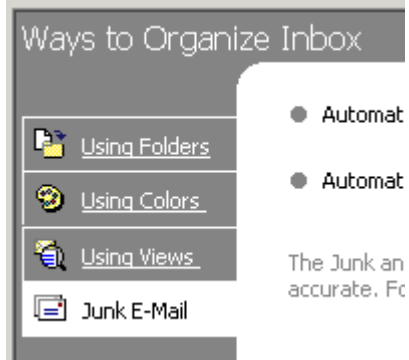 Ways to Organize Inbox
Using Folders
Using Colors
Using Views
Junk E-Mail
Automat
Automat
The Junk an
accurate. Fo